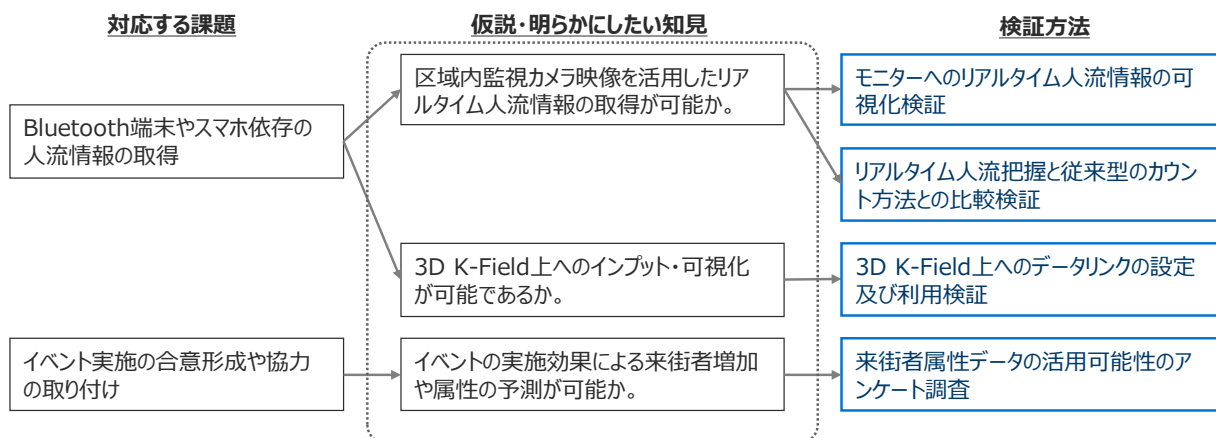 対応する課題
仮説・明らかにしたい知見
検証方法
Bluetooth端末やスマホ依存の
人流情報の取得
区域内監視カメラ映像を活用したリア
ルタイム人流情報の取得が可能か。
モニターへのリアルタイム人流情報の可
視化検証
リアルタイム人流把握と従来型のカウン
ト方法との比較検証
3D K-Field上へのインプット・可視化
が可能であるか。
3D K-Field上へのデータリンクの設定
及び利用検証
イベント実施の合意形成や協力
の取り付け
イベントの実施効果による来街者増加
や属性の予測が可能か。
来街者属性データの活用可能性のア
ンケート調査